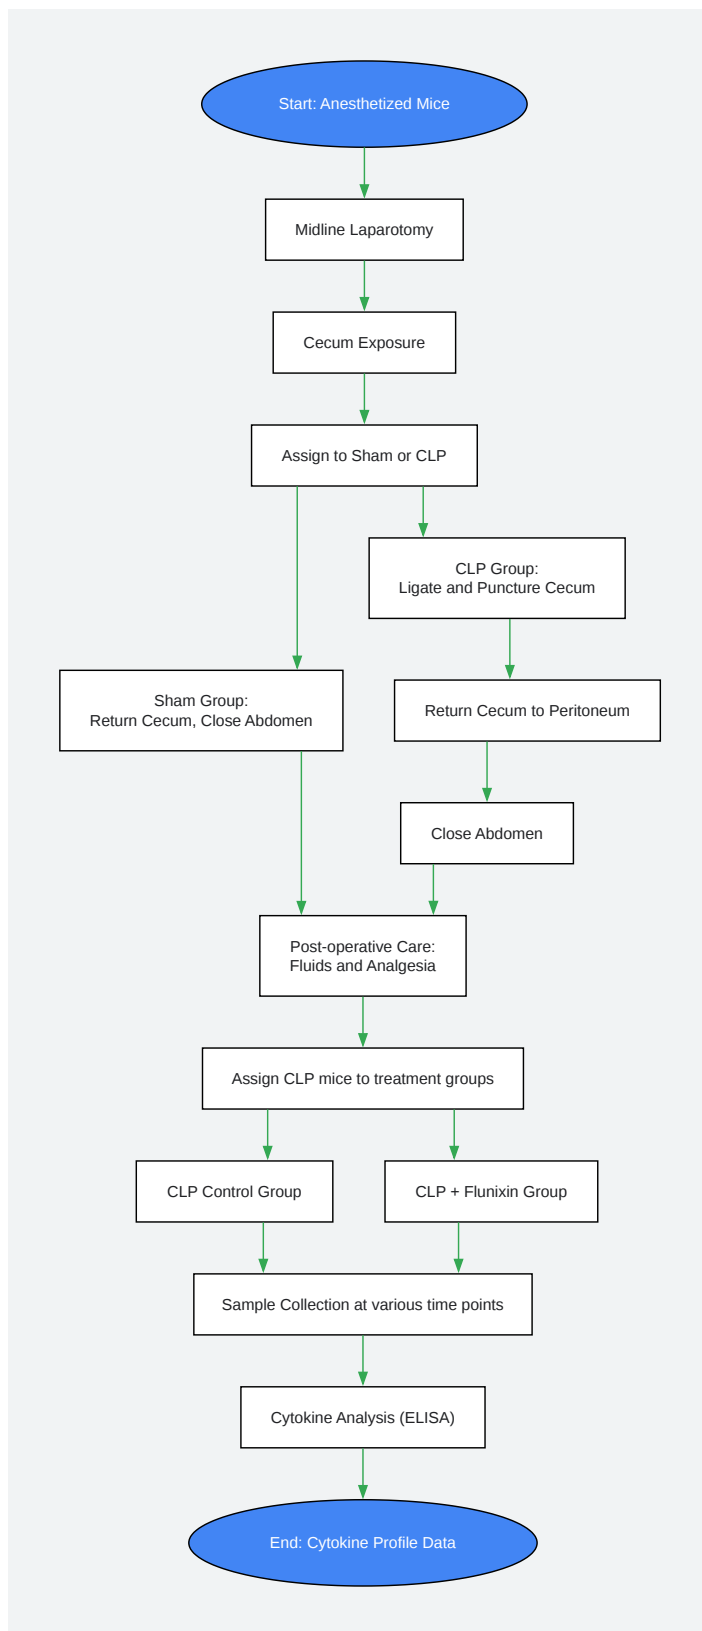 Start: Anesthetized Mice
Midline Laparotomy
Cecum Exposure
Assign to Sham or CLP
CLP Group:
Ligate and Puncture Cecum
Sham Group:
Return Cecum, Close Abdomen
Return Cecum to Peritoneum
Close Abdomen
Post-operative Care:
Fluids and Analgesia
Assign CLP mice to treatment groups
CLP Control Group
CLP + Flunixin Group
Sample Collection at various time points
Cytokine Analysis (ELISA)
End: Cytokine Profile Data